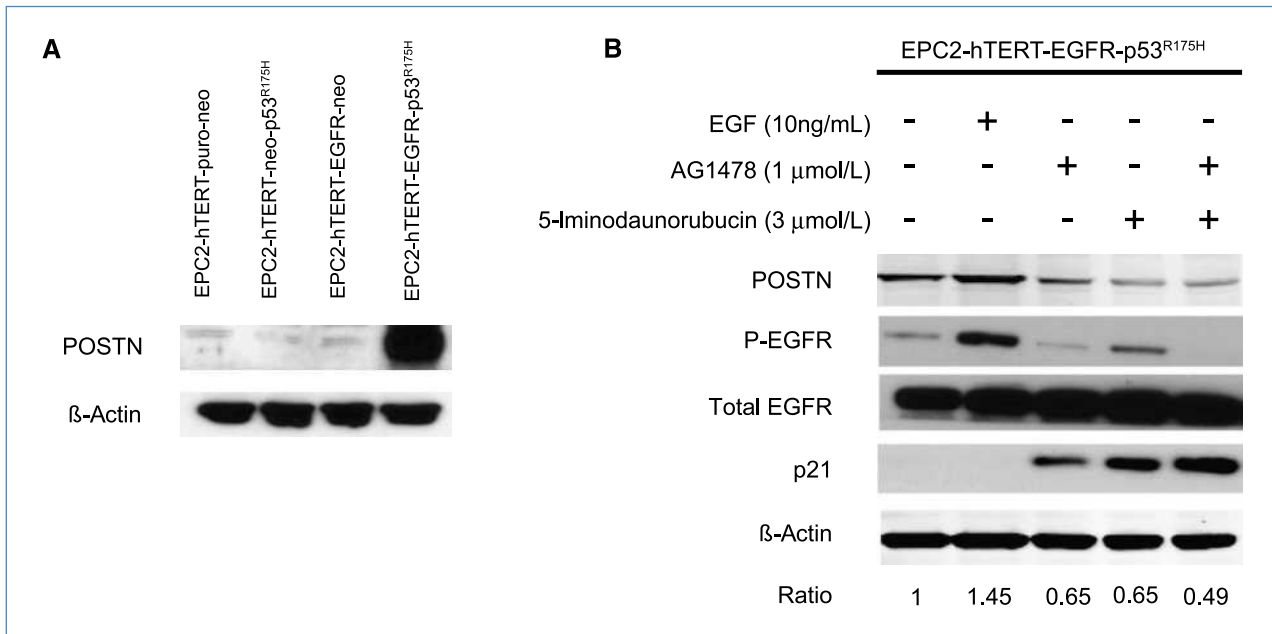 A
EPC2-hTERT-puro-neo
EPC2-hTERT-neo-p53R175H
EPC2-hTERT-EGFR-neo
EPC2-hTERT-EGFR-p53R175H
POSTN
ß-Actin
B
EPC2-hTERT-EGFR-p53R175H
EGF (10ng/mL) - + - - -
AG1478 (1 µmol/L) - - + - +
5-Iminodaunorubucin (3 µmol/L) - - - + +
POSTN
P-EGFR
Total EGFR
p21
ß-Actin
Ratio 1 1.45 0.65 0.65 0.49